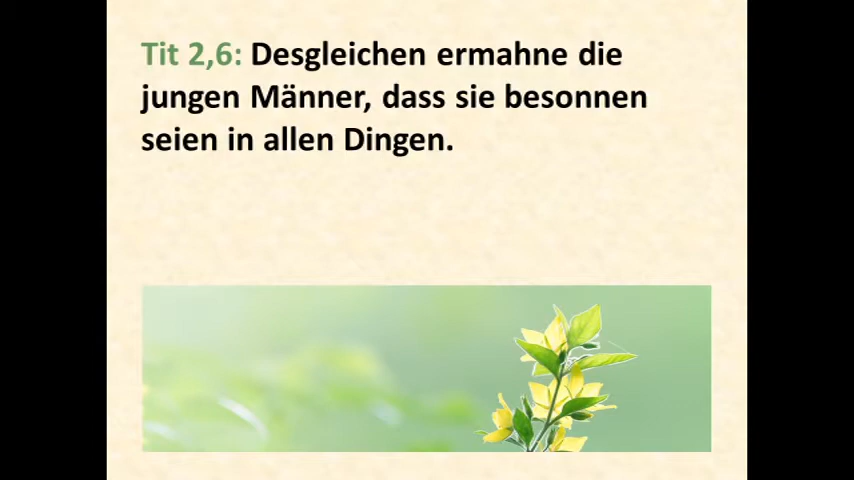 Tit 2,6: Desgleichen ermahne die
jungen Männer, dass sie besonnen
seien in allen Dingen.